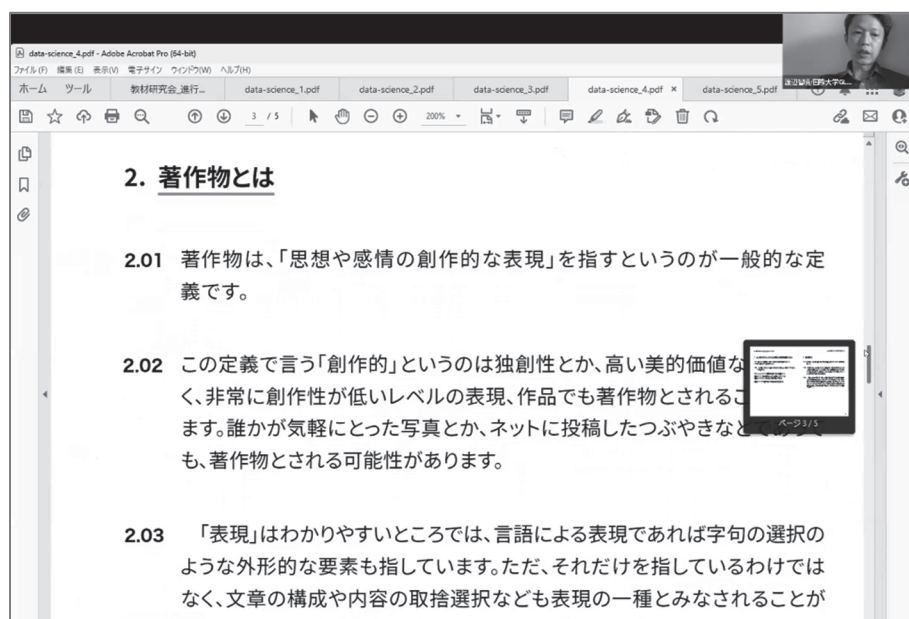 data-science_4.pdf - Adobe Acrobat Pro (64-bit)
ファイル(F) 編集(E) 表示(V) 電子サイン ウィンドウ(W) ヘルプ(H)
ホーム ツール 教材研究会_進行... data-science_1.pdf data-science_2.pdf data-science_3.pdf data-science_4.pdf × data-science_5.pdf
3 / 5 200%
2. 著作物とは
2.01 著作物は、「思想や感情の創作的な表現」を指すというのが一般的な定
義です。
2.02 この定義で言う「創作的」というのは独創性とか、高い美的価値な
く、非常に創作性が低いレベルの表現、作品でも著作物とされるこ
ページ 3 / 5
ます。誰かが気軽にとった写真とか、ネットに投稿したつぶやきなど
も、著作物とされる可能性があります。
2.03 「表現」はわかりやすいところでは、言語による表現であれば字句の選択の
ような外形的な要素も指しています。ただ、それだけを指しているわけでは
なく、文章の構成や内容の取捨選択なども表現の一種とみなされることが